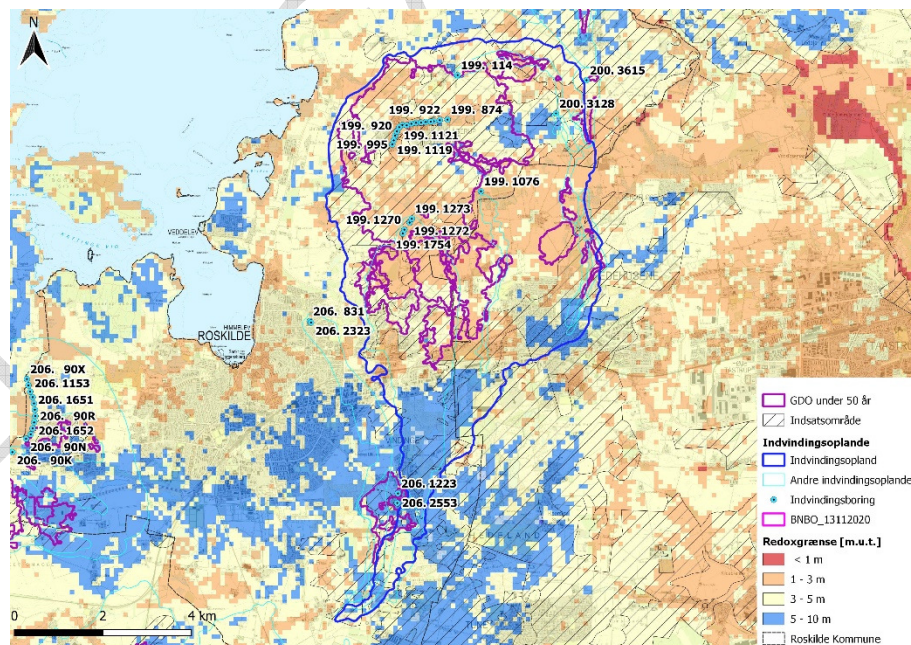 N
199. 114
200. 3615
200. 3128
199. 922
199. 874
199. 920
199. 1121
199. 995
199. 1119
199. 1076
199. 1273
199. 1270
199. 1272
199. 1754
VEDDELEV
HIMMELEV
ROSKILDE
206. 831
206. 2323
206. 90X
206. 1153
206. 1651
206. 90R
206. 1652
206. 90N
206. 90K
206. 1223
206. 2553
0 2 4 km
GDO under 50 år
Indsatsområde
Indvindingsoplande
Indvindingsopland
Andre indvindingsoplande
Indvindingsboring
BNBO_13112020
Redoxgrænse [m.u.t.]
< 1 m
1 - 3 m
3 - 5 m
5 - 10 m
Roskilde Kommune